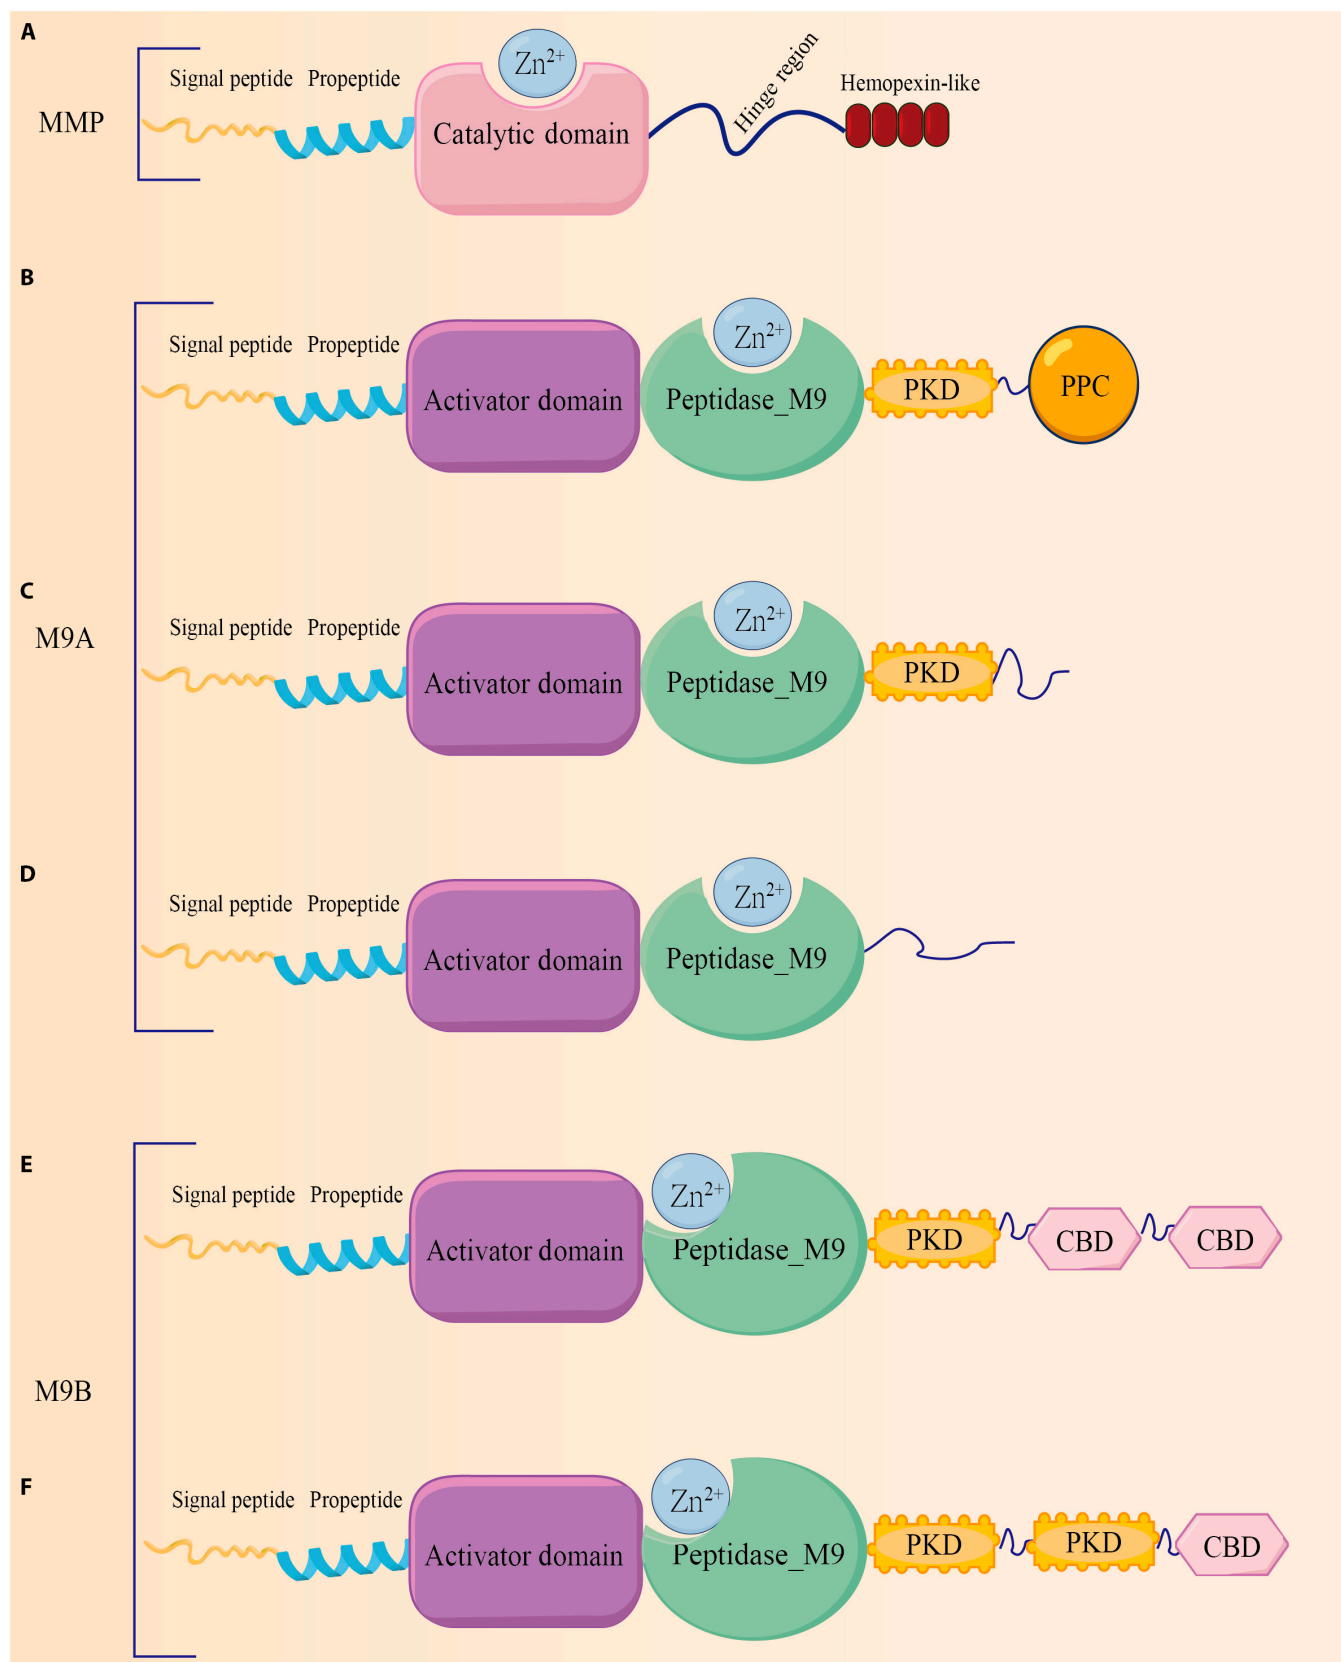 A
MMP
Signal peptide Propeptide
Zn2+
Catalytic domain
Hinge region
Hemopexin-like
B
Signal peptide Propeptide
Activator domain
Zn2+
Peptidase_M9
PKD
PPC
C
M9A
Signal peptide Propeptide
Activator domain
Zn2+
Peptidase_M9
PKD
D
Signal peptide Propeptide
Activator domain
Zn2+
Peptidase_M9
E
Signal peptide Propeptide
Activator domain
Zn2+
Peptidase_M9
PKD
CBD
CBD
M9B
F
Signal peptide Propeptide
Activator domain
Zn2+
Peptidase_M9
PKD
PKD
CBD